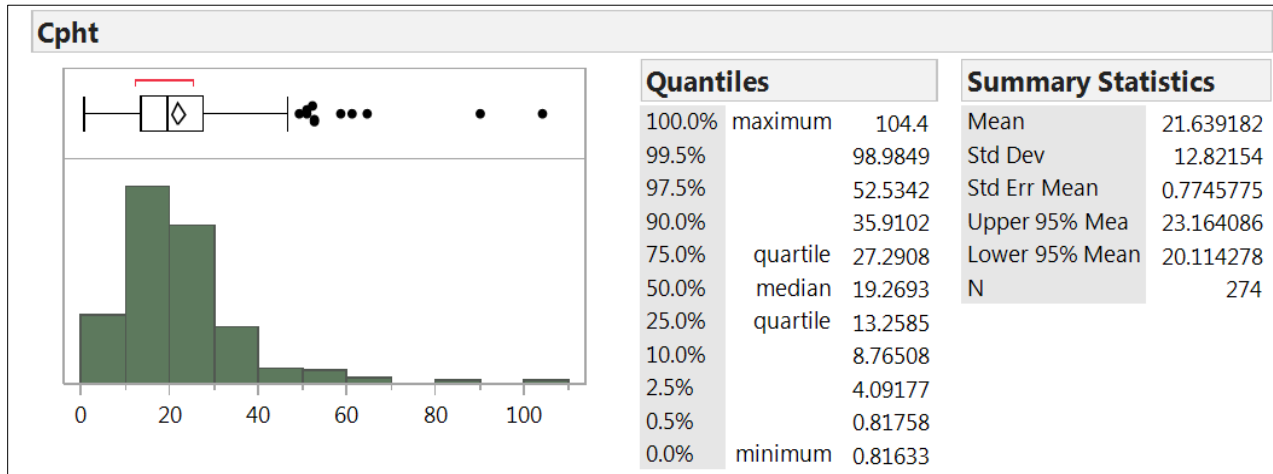 Cpht
0 20 40 60 80 100
Quantiles
100.0% maximum 104.4
99.5% 98.9849
97.5% 52.5342
90.0% 35.9102
75.0% quartile 27.2908
50.0% median 19.2693
25.0% quartile 13.2585
10.0% 8.76508
2.5% 4.09177
0.5% 0.81758
0.0% minimum 0.81633
Summary Statistics
Mean 21.639182
Std Dev 12.82154
Std Err Mean 0.7745775
Upper 95% Mea 23.164086
Lower 95% Mean 20.114278
N 274